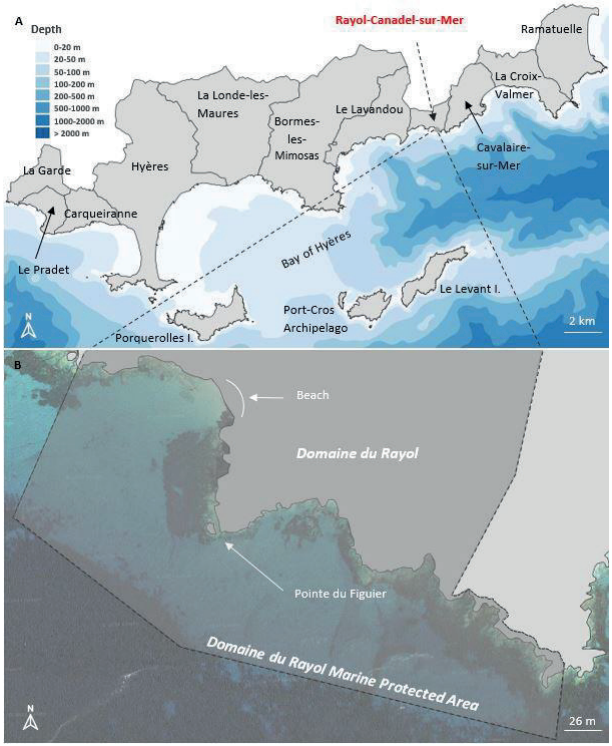 A
Rayol-Canadel-sur-Mer
Ramatuelle
Depth
0-20 m
20-50 m
50-100 m
100-200 m
200-500 m
500-1000 m
1000-2000 m
> 2000 m
La Croix-
Valmer
La Londe-les-
Maures
Le Lavandou
Bormes-
les-
Mimosas
Cavalaire-
sur-Mer
La Garde
Hyères
Carqueiranne
Le Pradet
Bay of Hyères
Le Levant I.
Port-Cros
Archipelago
Porquerolles I.
N
2 km
B
Beach
Domaine du Rayol
Pointe du Figuier
Domaine du Rayol Marine Protected Area
N
26 m